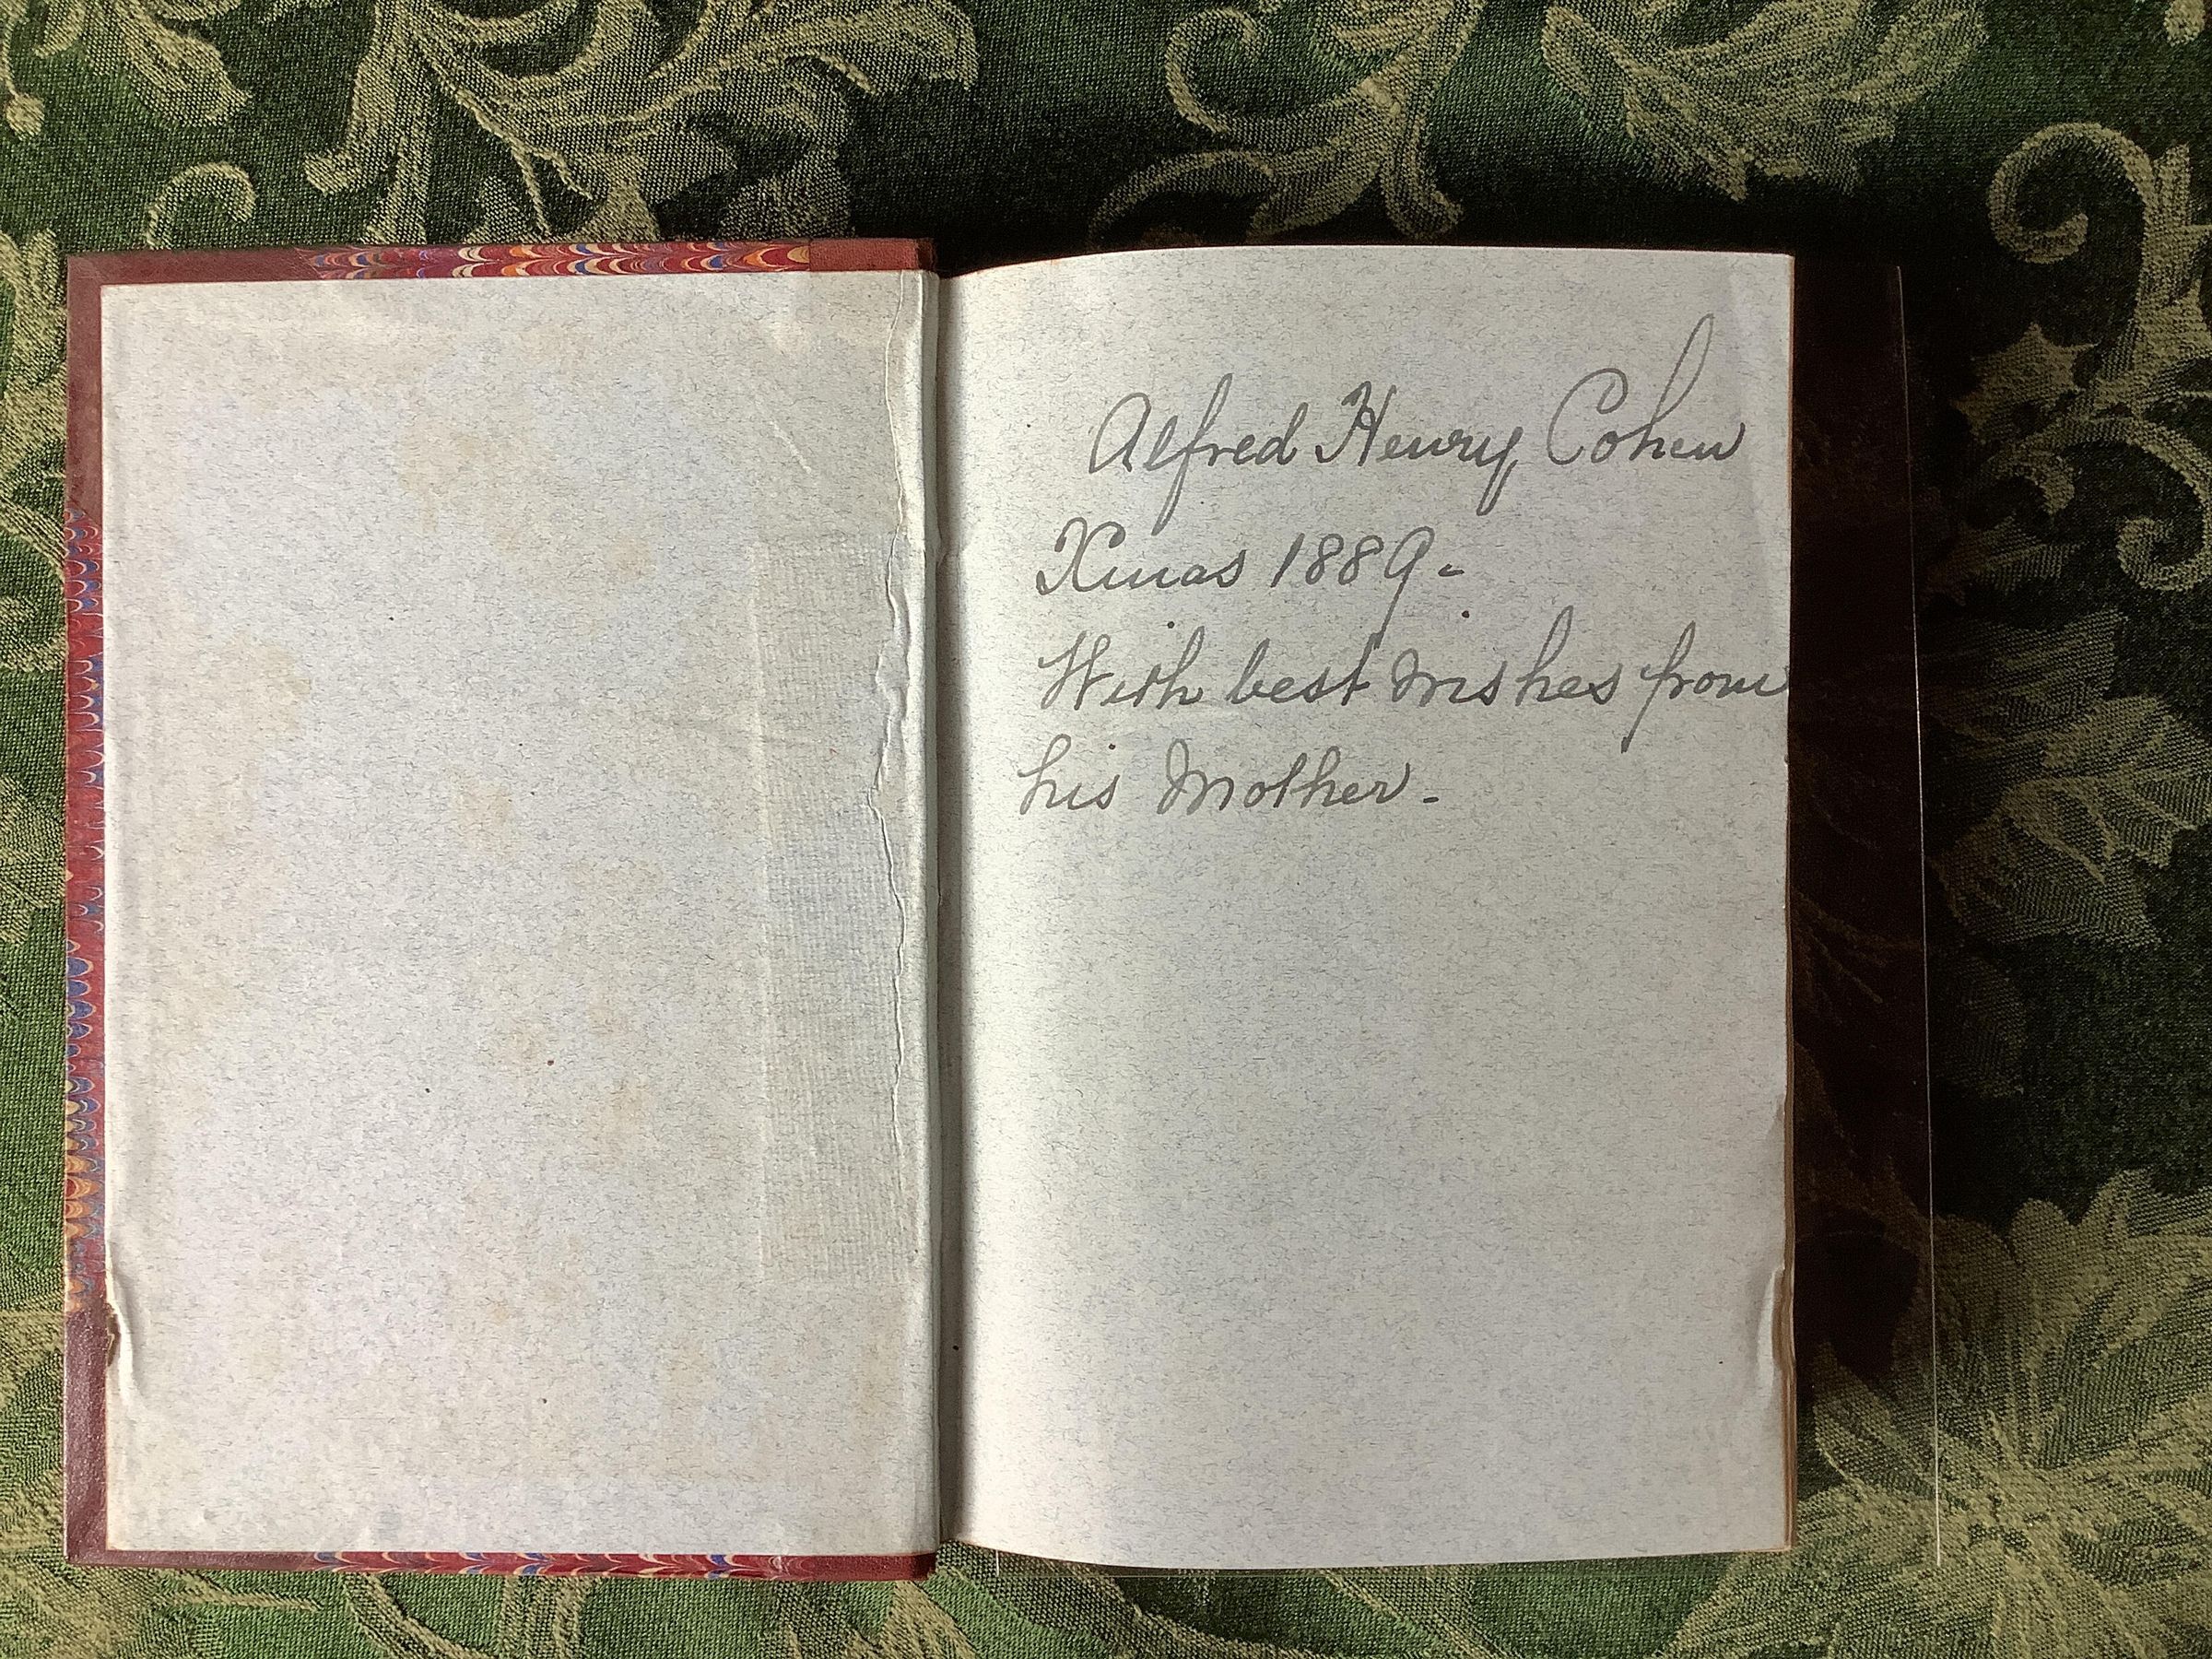 Alfred Henry Cohen
Xmas 1889-
With best wishes from
his Mother-